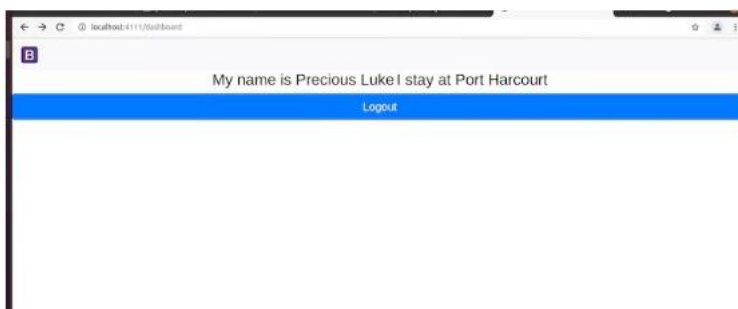 localhost:4111/dashboard
B
My name is Precious Luke I stay at Port Harcourt
Logout